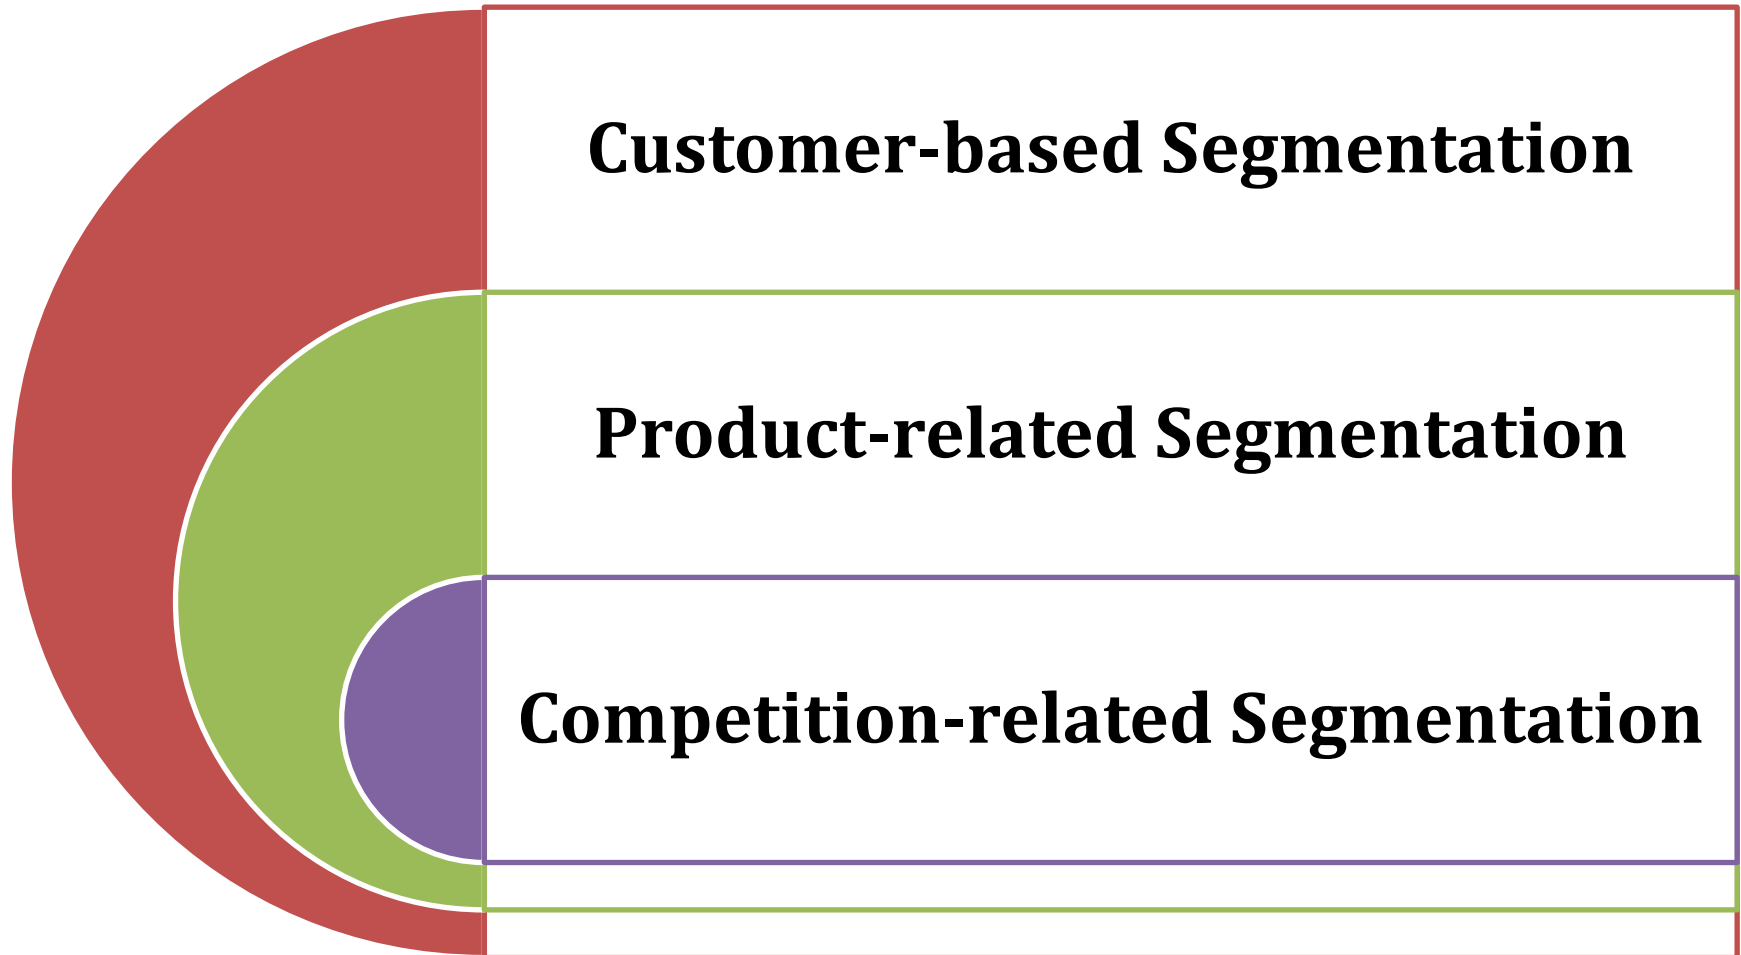 Customer-based Segmentation
Product-related Segmentation
Competition-related Segmentation